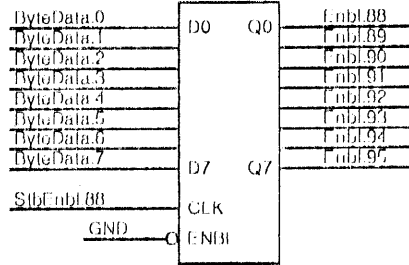 ByteData.0 D0 Q0 Enbl.88
ByteData.1 Enbl.89
ByteData.2 Enbl.90
ByteData.3 Enbl.91
ByteData.4 Enbl.92
ByteData.5 Enbl.93
ByteData.6 Enbl.94
ByteData.7 D7 Q7 Enbl.95
StbEnbl.88 CLK
GND ENBL